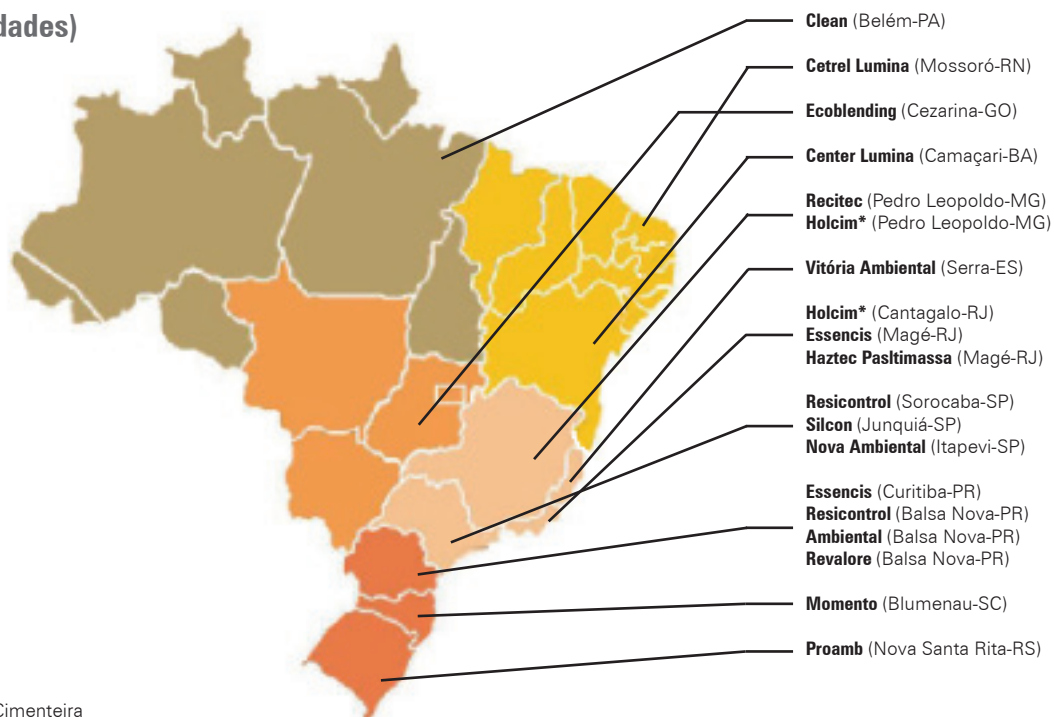 dades)
Clean (Belém-PA)
Cetrel Lumina (Mossoró-RN)
Ecoblending (Cezarina-GO)
Center Lumina (Camaçari-BA)
Recitec (Pedro Leopoldo-MG)
Holcim* (Pedro Leopoldo-MG)
Vitória Ambiental (Serra-ES)
Holcim* (Cantagalo-RJ)
Essencis (Magé-RJ)
Haztec Pasltimassa (Magé-RJ)
Resicontrol (Sorocaba-SP)
Silcon (Junquiá-SP)
Nova Ambiental (Itapevi-SP)
Essencis (Curitiba-PR)
Resicontrol (Balsa Nova-PR)
Ambiental (Balsa Nova-PR)
Revalore (Balsa Nova-PR)
Momento (Blumenau-SC)
Proamb (Nova Santa Rita-RS)
Cimenteira